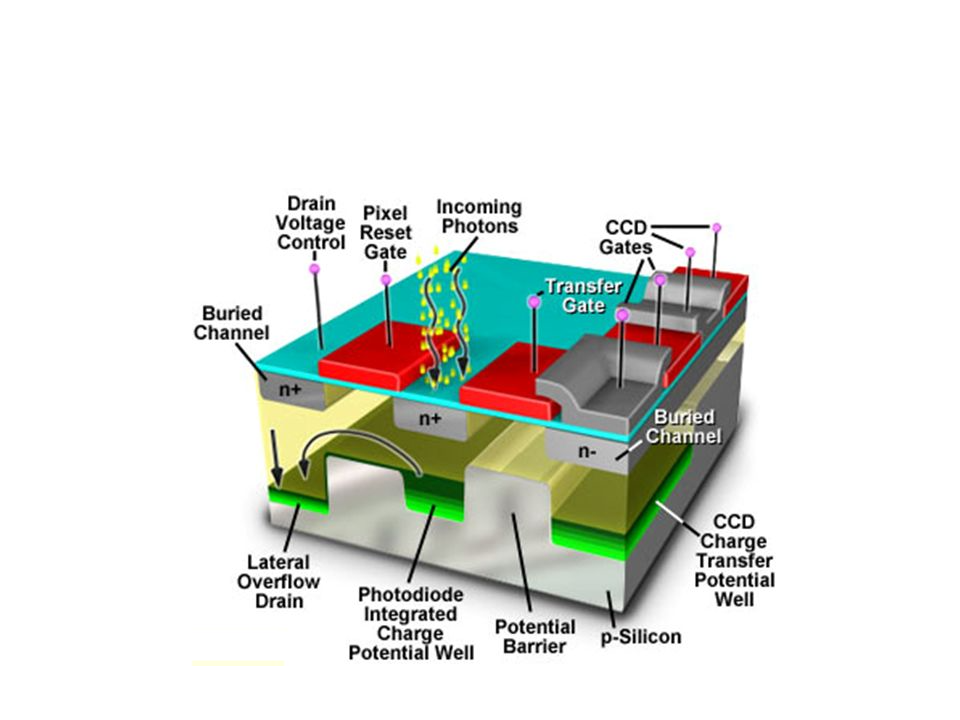 Drain
Voltage
Control
Pixel
Reset
Gate
Incoming
Photons
CCD
Gates
Transfer
Gate
Buried
Channel
n+
n+
n-
Buried
Channel
Lateral
Overflow
Drain
Photodiode
Integrated
Charge
Potential Well
Potential
Barrier
p-Silicon
CCD
Charge
Transfer
Potential
Well